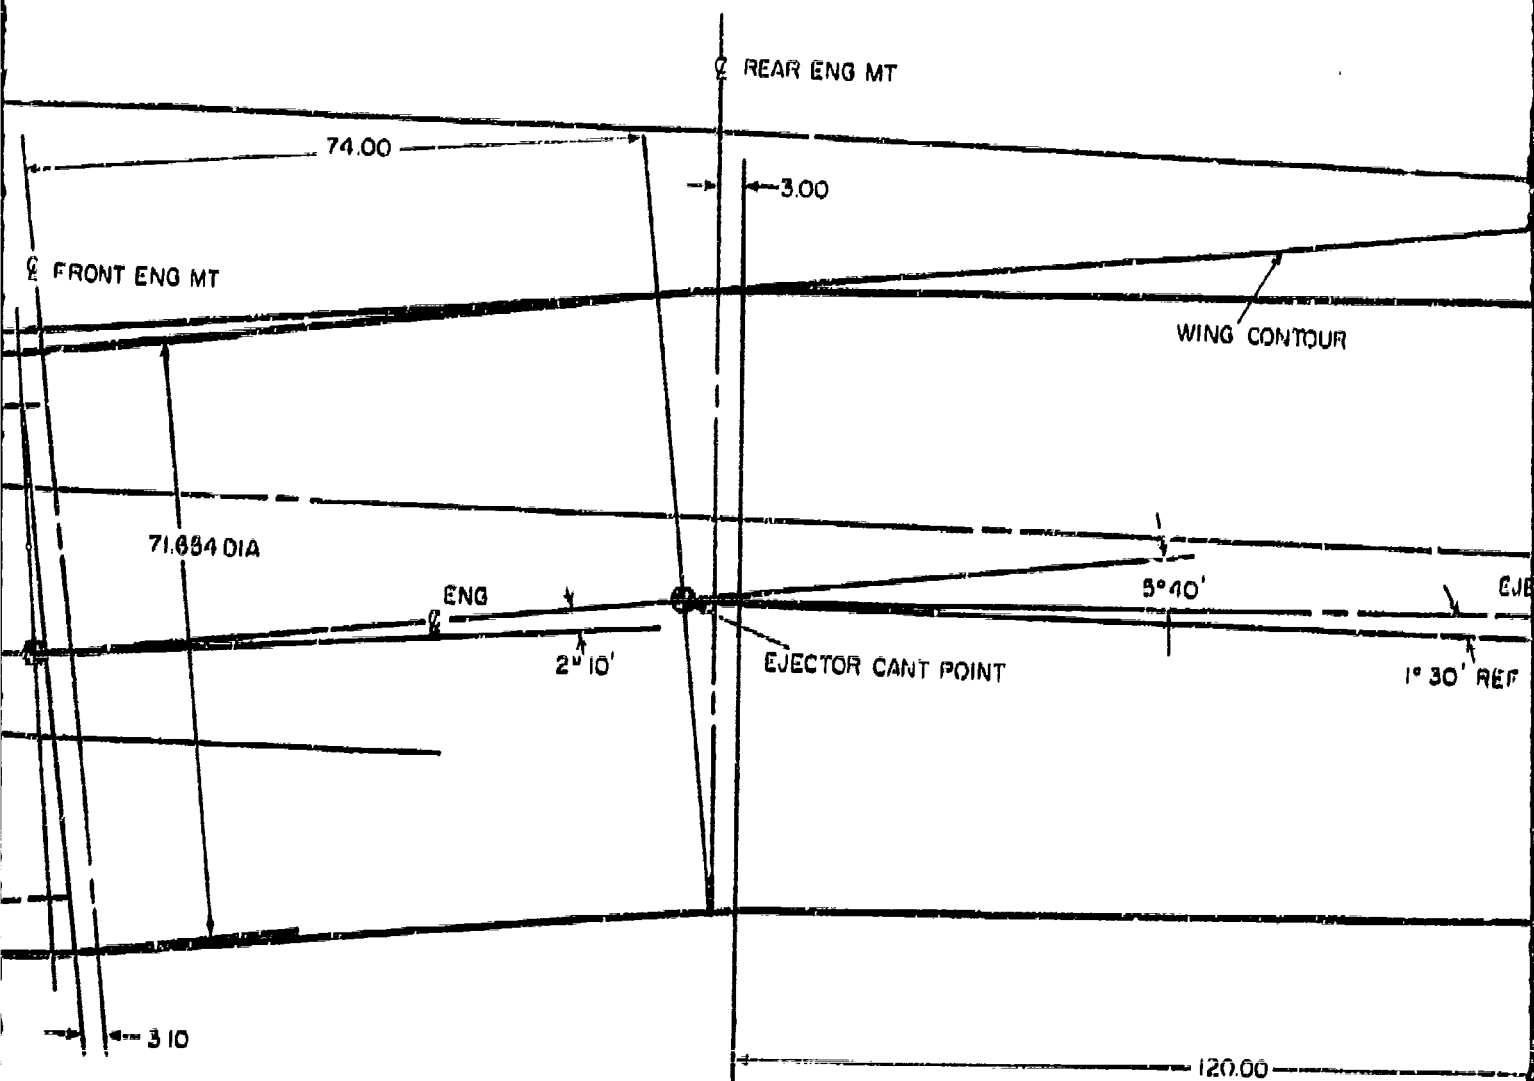 ℄ REAR ENG MT
74.00
3.00
℄ FRONT ENG MT
WING CONTOUR
71.654 DIA
℄ ENG
5°40'
EJE
2°10'
EJECTOR CANT POINT
1°30' REF
3.10
120.00